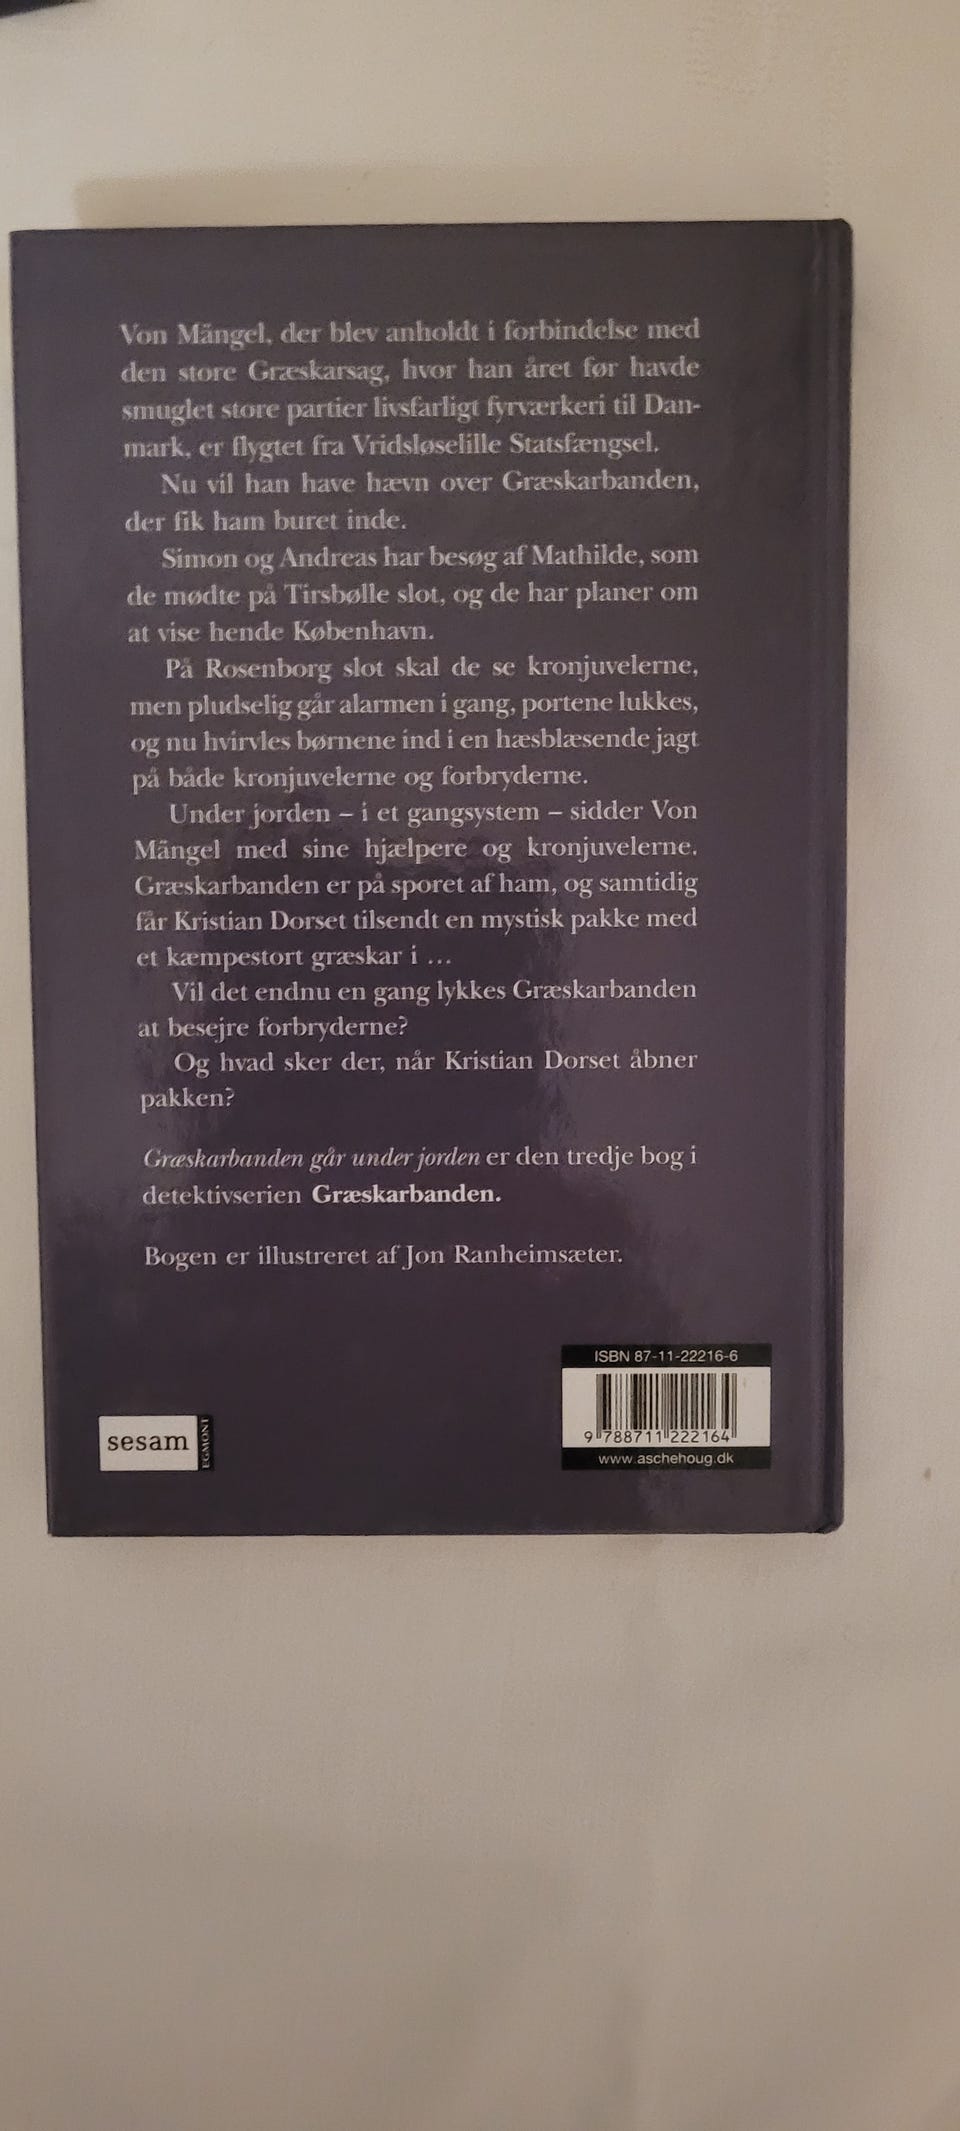 Von Mängel, der blev anholdt i forbindelse med
den store Græskarsag, hvor han året før havde
smuglet store partier livsfarligt fyrværkeri til Dan-
mark, er flygtet fra Vridsløselille Statsfængsel.
Nu vil han have hævn over Græskarbanden,
der fik ham buret inde.
Simon og Andreas har besøg af Mathilde, som
de mødte på Tirsbølle slot, og de har planer om
at vise hende København.
På Rosenborg slot skal de se kronjuvelerne,
men pludselig går alarmen i gang, portene lukkes,
og nu hvirvles børnene ind i en hæsblæsende jagt
på både kronjuvelerne og forbryderne.
Under jorden – i et gangsystem – sidder Von
Mängel med sine hjælpere og kronjuvelerne.
Græskarbanden er på sporet af ham, og samtidig
får Kristian Dorset tilsendt en mystisk pakke med
et kæmpestort græskar i ...
Vil det endnu en gang lykkes Græskarbanden
at besejre forbryderne?
Og hvad sker der, når Kristian Dorset åbner
pakken?
Græskarbanden går under jorden er den tredje bog i
detektivserien Græskarbanden.
Bogen er illustreret af Jon Ranheimsæter.
ISBN 87-11-22216-6
9 788711 222164
www.aschehoug.dk
sesam
EGMONT